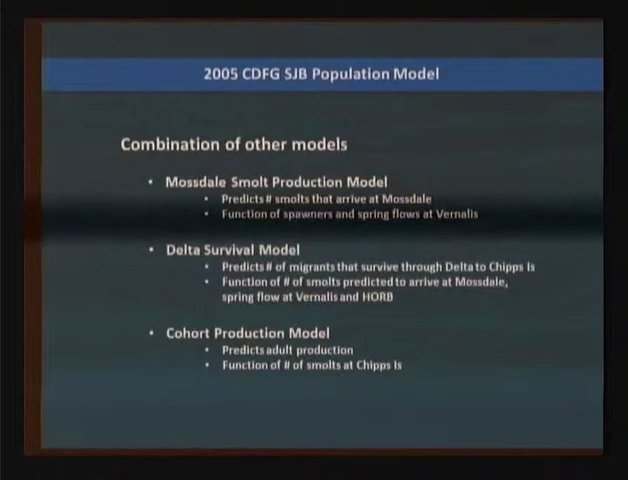 2005 CDFG SJB Population Model
Combination of other models
• Mossdale Smolt Production Model
• Predicts # smolts that arrive at Mossdale
• Function of spawners and spring flows at Vernalis
• Delta Survival Model
• Predicts # of migrants that survive through Delta to Chipps Is
• Function of # of smolts predicted to arrive at Mossdale,
spring flow at Vernalis and HORB
• Cohort Production Model
• Predicts adult production
• Function of # of smolts at Chipps Is